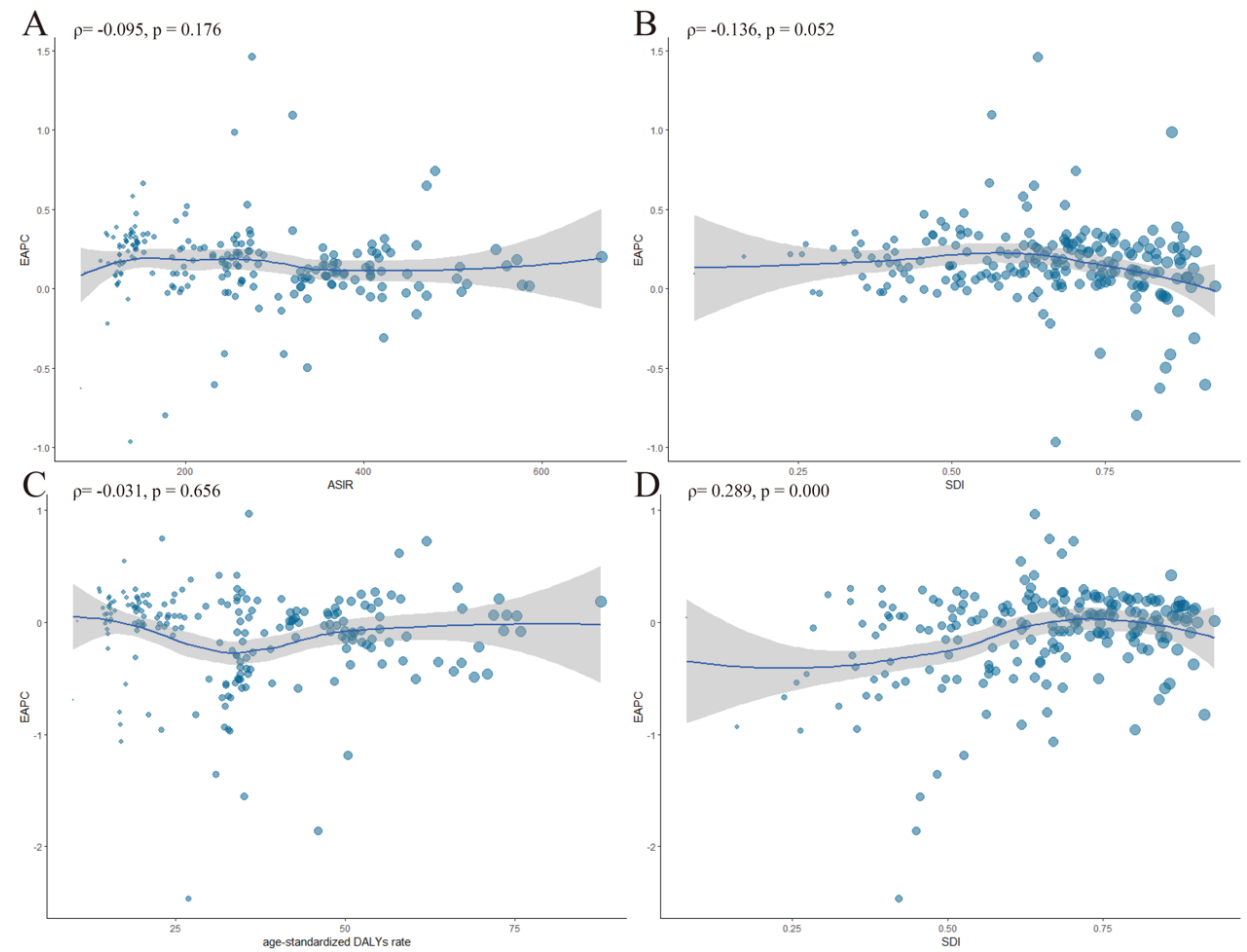 A ρ= -0.095, p = 0.176
1.5
1.0
0.5
0.0
-0.5
-1.0
EAPC
200 400 600
ASIR
B ρ= -0.136, p = 0.052
1.5
1.0
0.5
0.0
-0.5
-1.0
EAPC
0.25 0.50 0.75
SDI
C ρ= -0.031, p = 0.656
1
0
-1
-2
EAPC
25 50 75
age-standardized DALYs rate
D ρ= 0.289, p = 0.000
1
0
-1
-2
EAPC
0.25 0.50 0.75
SDI